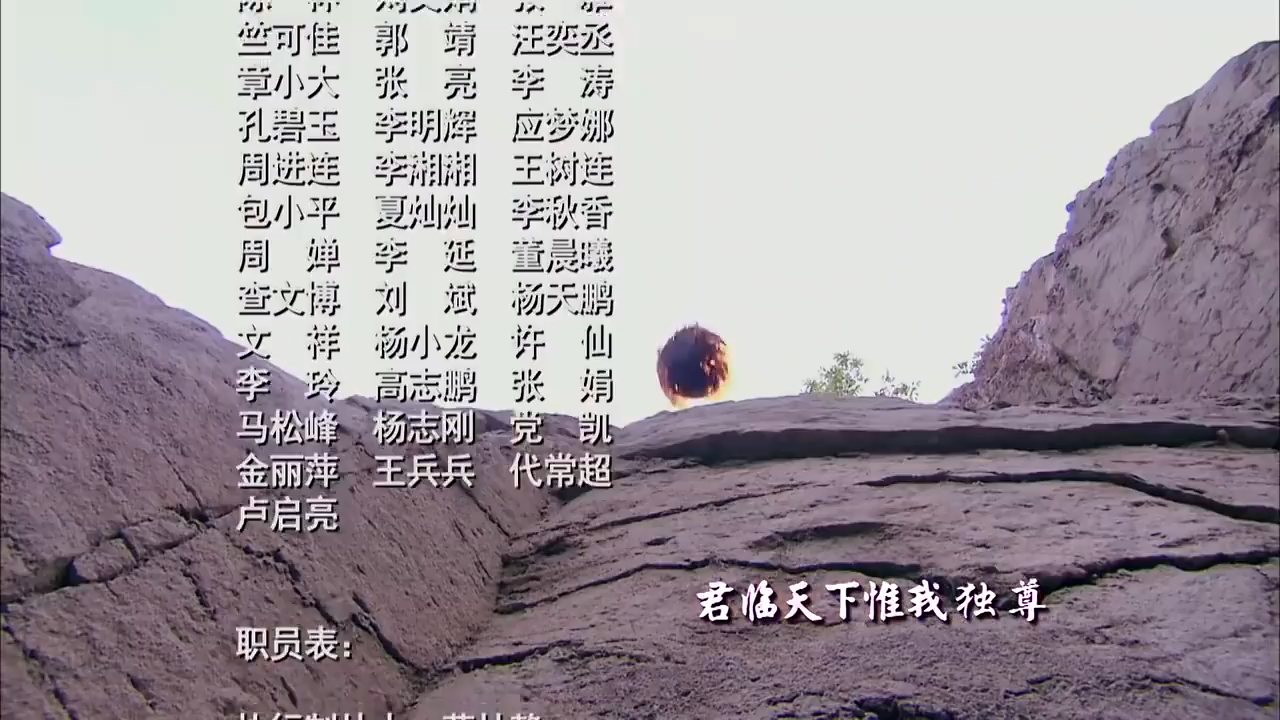 竺可佳 郭 靖 汪奕丞
章小大 张 亮 李 涛
孔碧玉 李明辉 应梦娜
周进连 李湘湘 王树连
包小平 夏灿灿 李秋香
周 婵 李 延 董晨曦
查文博 刘 斌 杨天鹏
文 祥 杨小龙 许 仙
李 玲 高志鹏 张 娟
马松峰 杨志刚 党 凯
金丽萍 王兵兵 代常超
卢启亮
君临天下惟我独尊
职员表：